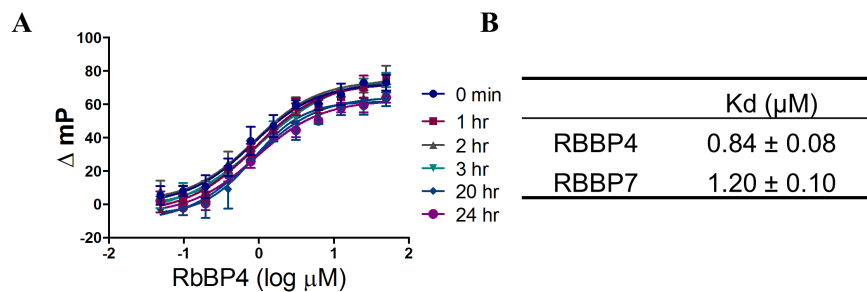 A
B
Δ mP
100
80
60
40
20
0
-20
-2
-1
0
1
2
RbBP4 (log μM)
0 min
1 hr
2 hr
3 hr
20 hr
24 hr
Kd (μM)
RBBP4 0.84 ± 0.08
RBBP7 1.20 ± 0.10